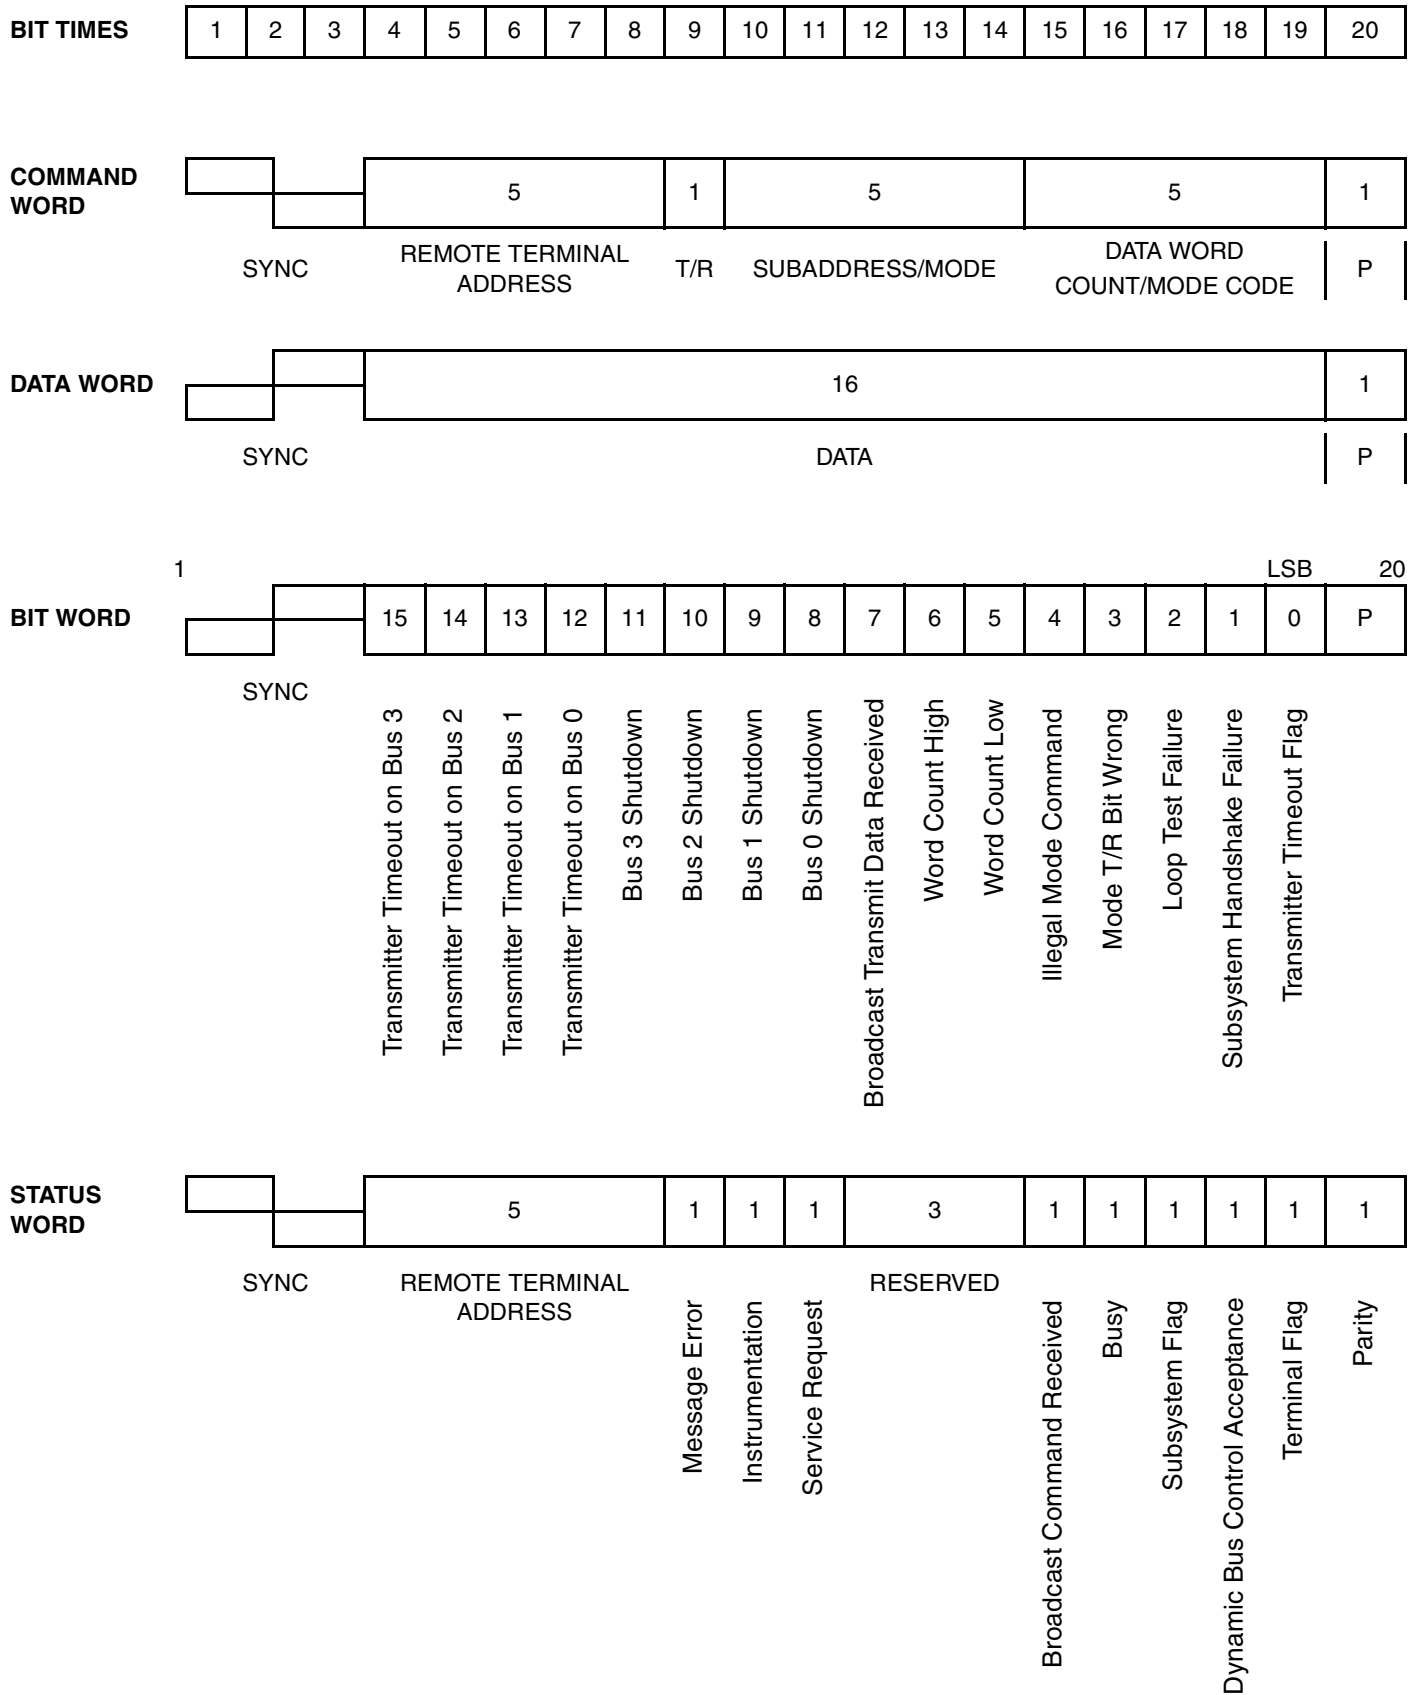 BIT TIMES 1 2 3 4 5 6 7 8 9 10 11 12 13 14 15 16 17 18 19 20
COMMAND
WORD
5 1 5 5 1
SYNC
REMOTE TERMINAL
ADDRESS
T/R
SUBADDRESS/MODE
DATA WORD
COUNT/MODE CODE
P
DATA WORD
16 1
SYNC DATA P
1 LSB 20
BIT WORD 15 14 13 12 11 10 9 8 7 6 5 4 3 2 1 0 P
SYNC
Transmitter Timeout on Bus 3
Transmitter Timeout on Bus 2
Transmitter Timeout on Bus 1
Transmitter Timeout on Bus 0
Bus 3 Shutdown
Bus 2 Shutdown
Bus 1 Shutdown
Bus 0 Shutdown
Broadcast Transmit Data Received
Word Count High
Word Count Low
Illegal Mode Command
Mode T/R Bit Wrong
Loop Test Failure
Subsystem Handshake Failure
Transmitter Timeout Flag
STATUS
WORD
5 1 1 1 3 1 1 1 1 1 1
SYNC
REMOTE TERMINAL
ADDRESS
Message Error
Instrumentation
Service Request
RESERVED
Broadcast Command Received
Busy
Subsystem Flag
Dynamic Bus Control Acceptance
Terminal Flag
Parity